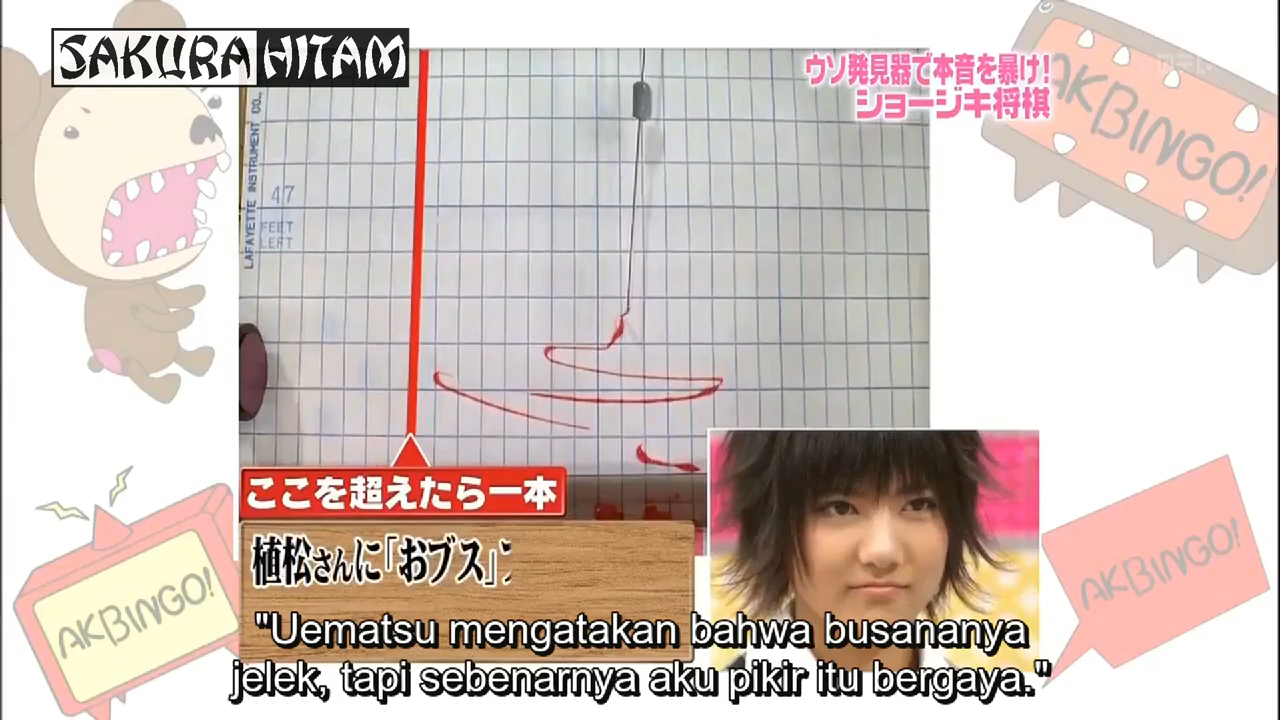 SAKURA HITAM
ウソ発見器で本音を暴け!
ショージキ将棋
AKBINGO!
LAFAYETTE INSTRUMENT CO.,
47
FEET
LEFT
ここを超えたら一本
植松さんに「おブス」
AKBINGO!
AKBINGO!
"Uematsu mengatakan bahwa busananya
jelek, tapi sebenarnya aku pikir itu bergaya."